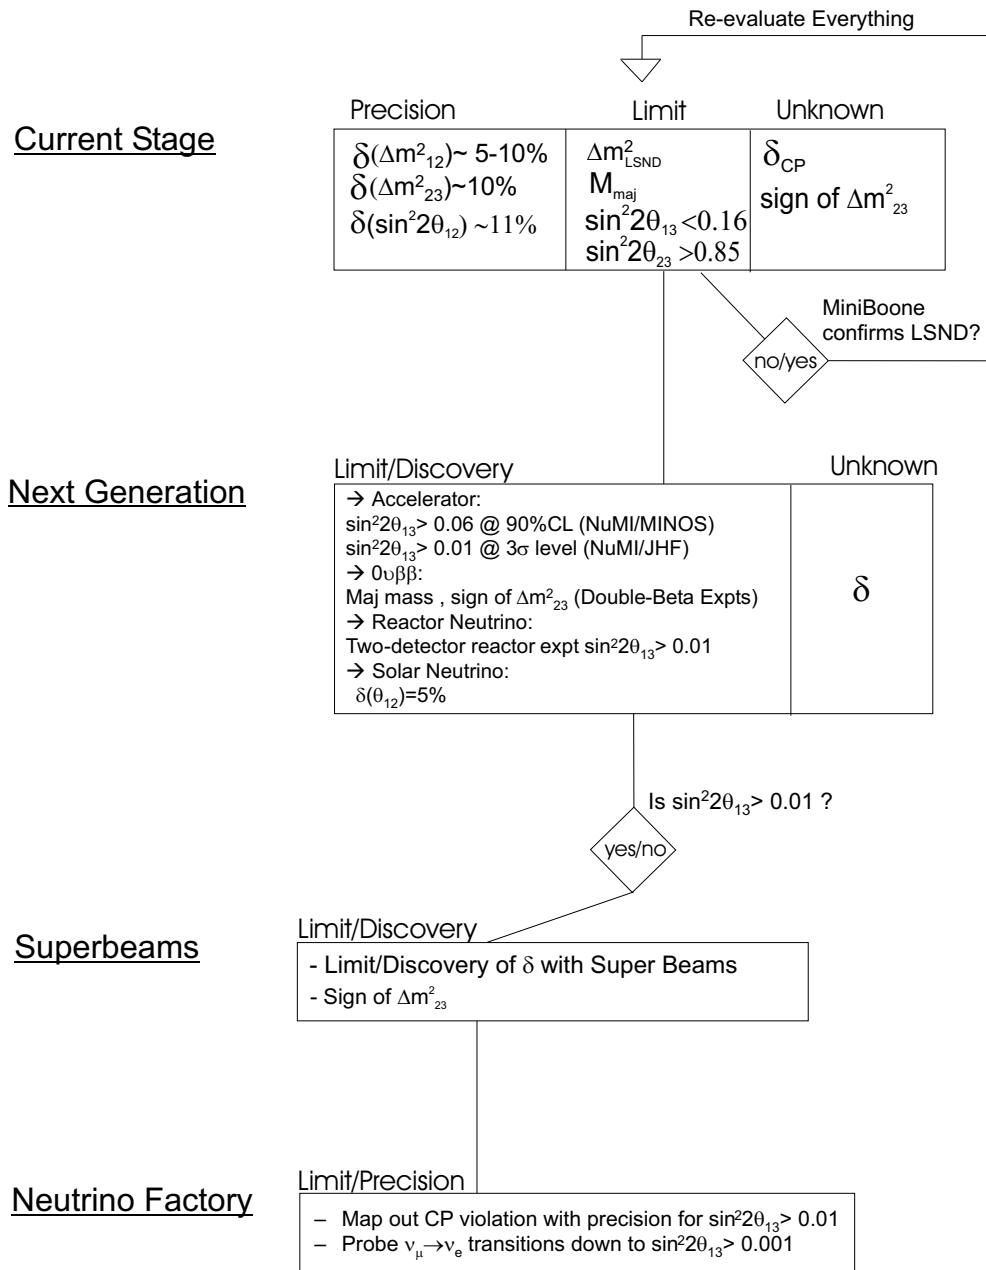 Re-evaluate Everything
Current Stage
Precision
Limit
Unknown
δ(Δm²₁₂)~ 5-10%
δ(Δm²₂₃)~10%
δ(sin²2θ₁₂) ~11%
Δm²LSND
Mmaj
sin²2θ₁₃ <0.16
sin²2θ₂₃ >0.85
δCP
sign of Δm²₂₃
MiniBoone
confirms LSND?
no/yes
Next Generation
Limit/Discovery
Unknown
→ Accelerator:
sin²2θ₁₃> 0.06 @ 90%CL (NuMI/MINOS)
sin²2θ₁₃> 0.01 @ 3σ level (NuMI/JHF)
→ 0υββ:
Maj mass , sign of Δm²₂₃ (Double-Beta Expts)
→ Reactor Neutrino:
Two-detector reactor expt sin²2θ₁₃> 0.01
→ Solar Neutrino:
δ(θ₁₂)=5%
δ
Is sin²2θ₁₃> 0.01 ?
yes/no
Superbeams
Limit/Discovery
- Limit/Discovery of δ with Super Beams
- Sign of Δm²₂₃
Neutrino Factory
Limit/Precision
– Map out CP violation with precision for sin²2θ₁₃> 0.01
– Probe νμ→νe transitions down to sin²2θ₁₃> 0.001